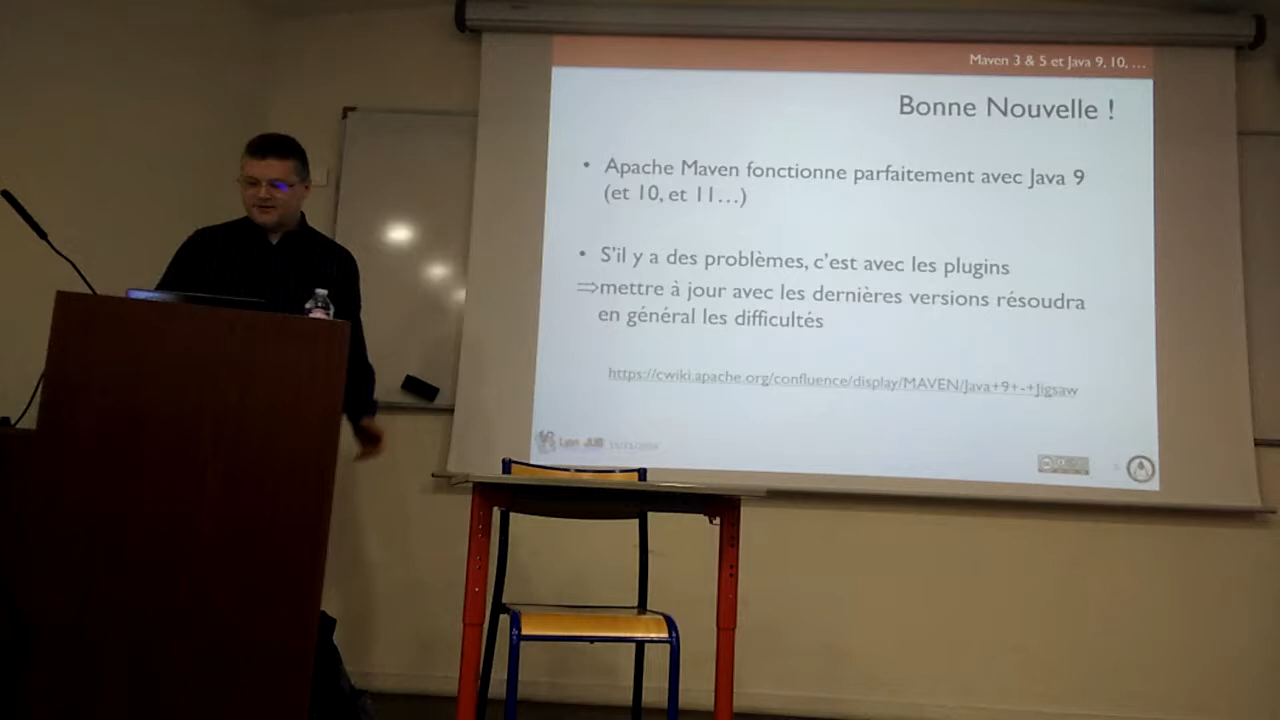 Maven 3 & 5 et Java 9, 10, …
Bonne Nouvelle !
• Apache Maven fonctionne parfaitement avec Java 9
(et 10, et 11…)
• S'il y a des problèmes, c'est avec les plugins
⇒mettre à jour avec les dernières versions résoudra
en général les difficultés
https://cwiki.apache.org/confluence/display/MAVEN/Java+9+-+Jigsaw
Lyon JUG